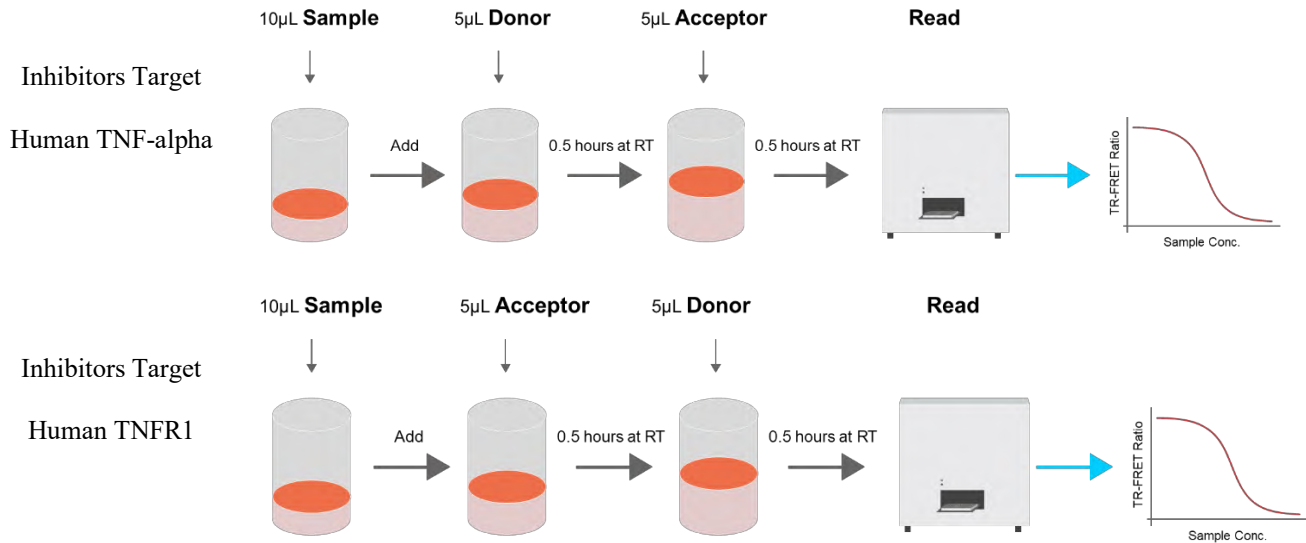 10µL Sample
5µL Donor
5µL Acceptor
Read
Inhibitors Target
Human TNF-alpha
Add
0.5 hours at RT
0.5 hours at RT
TR-FRET Ratio
Sample Conc.
10µL Sample
5µL Acceptor
5µL Donor
Read
Inhibitors Target
Human TNFR1
Add
0.5 hours at RT
0.5 hours at RT
TR-FRET Ratio
Sample Conc.